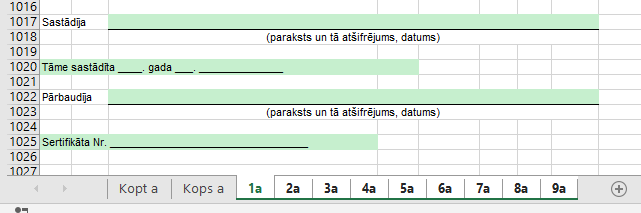 1016
1017 Sastādīja
1018 (paraksts un tā atšifrējums, datums)
1019
1020 Tāme sastādīta ____. gada ___. ______________
1021
1022 Pārbaudīja
1023 (paraksts un tā atšifrējums, datums)
1024
1025 Sertifikāta Nr. _________________________________
1026
1027
Kopt a Kops a 1a 2a 3a 4a 5a 6a 7a 8a 9a